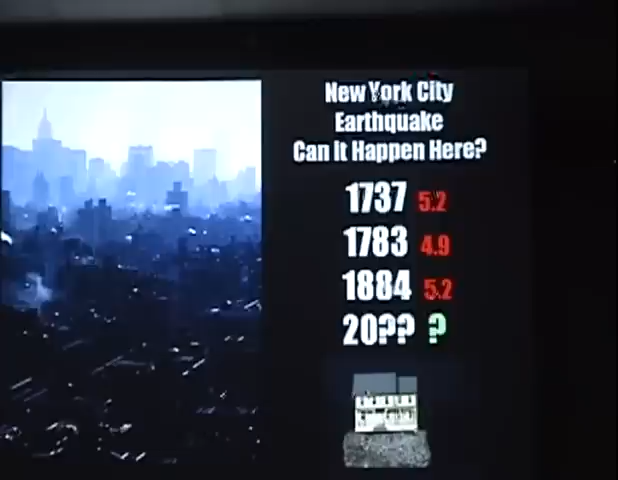 New York City
Earthquake
Can it Happen Here?
1737 5.2
1783 4.9
1884 5.2
20?? ?